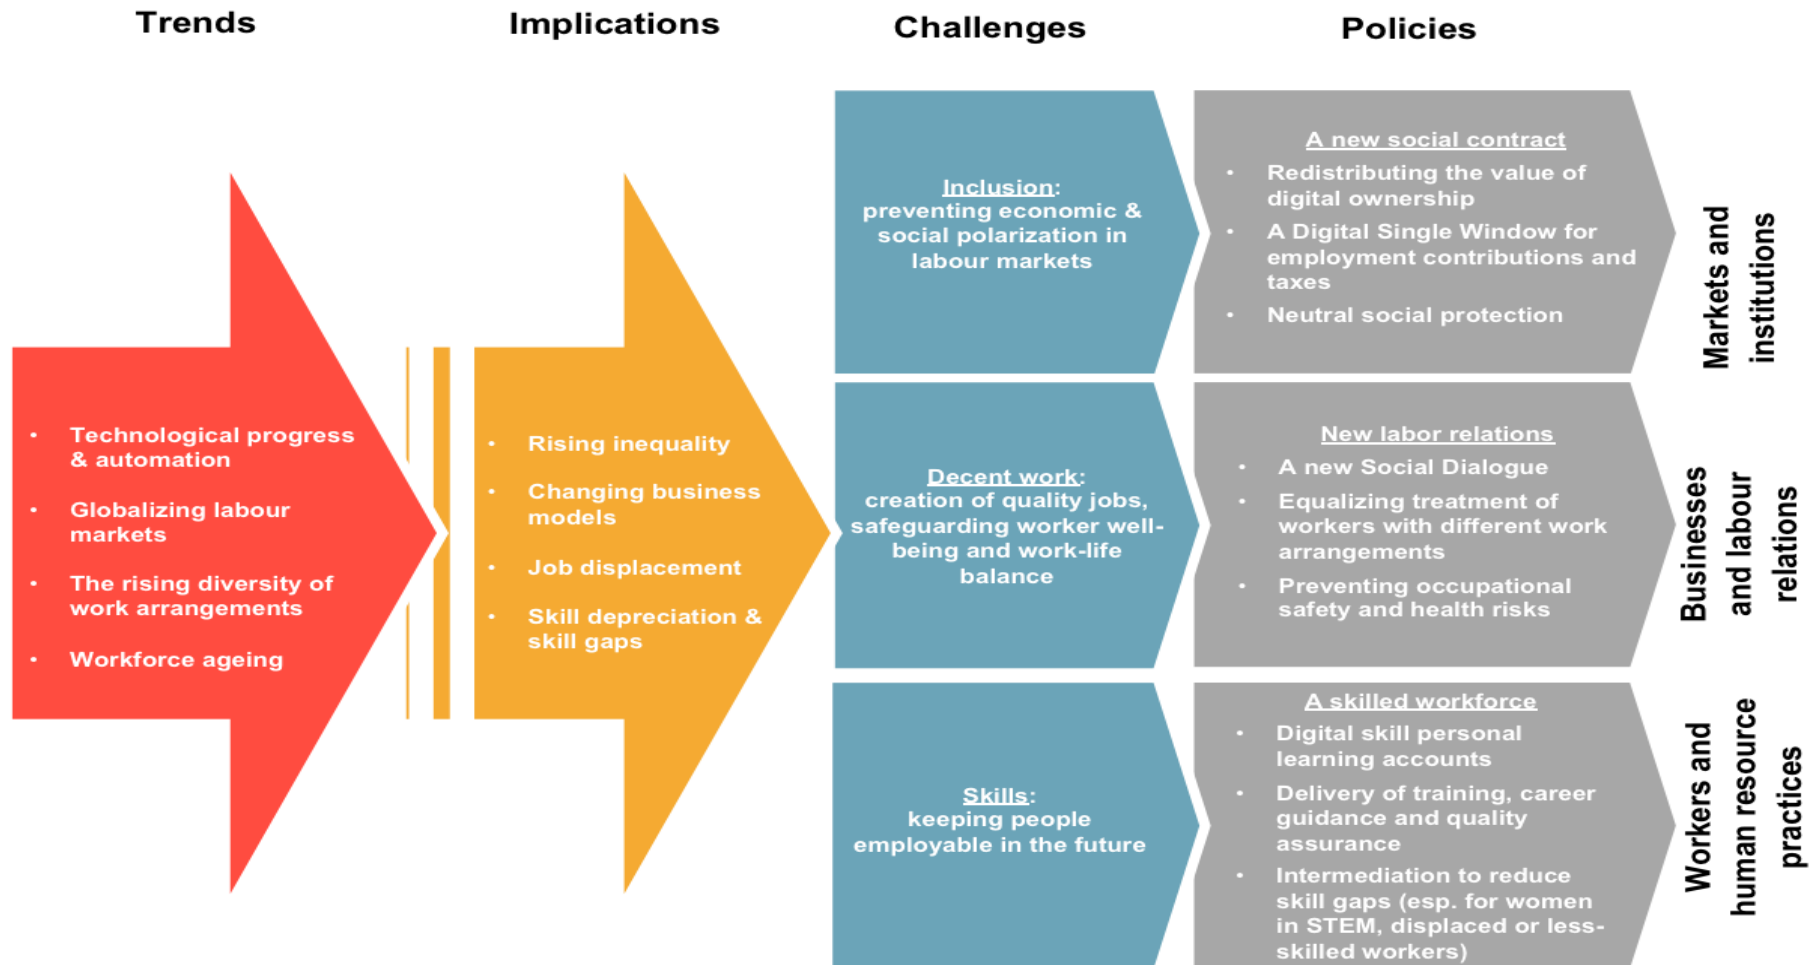 Trends
Implications
Challenges
Policies
• Technological progress
& automation
• Globalizing labour
markets
• The rising diversity of
work arrangements
• Workforce ageing
• Rising inequality
• Changing business
models
• Job displacement
• Skill depreciation &
skill gaps
Inclusion:
preventing economic &
social polarization in
labour markets
A new social contract
• Redistributing the value of
digital ownership
• A Digital Single Window for
employment contributions and
taxes
• Neutral social protection
Markets and
institutions
Decent work:
creation of quality jobs,
safeguarding worker well-
being and work-life
balance
New labor relations
• A new Social Dialogue
• Equalizing treatment of
workers with different work
arrangements
• Preventing occupational
safety and health risks
Businesses
and labour
relations
Skills:
keeping people
employable in the future
A skilled workforce
• Digital skill personal
learning accounts
• Delivery of training, career
guidance and quality
assurance
• Intermediation to reduce
skill gaps (esp. for women
in STEM, displaced or less-
skilled workers)
Workers and
human resource
practices